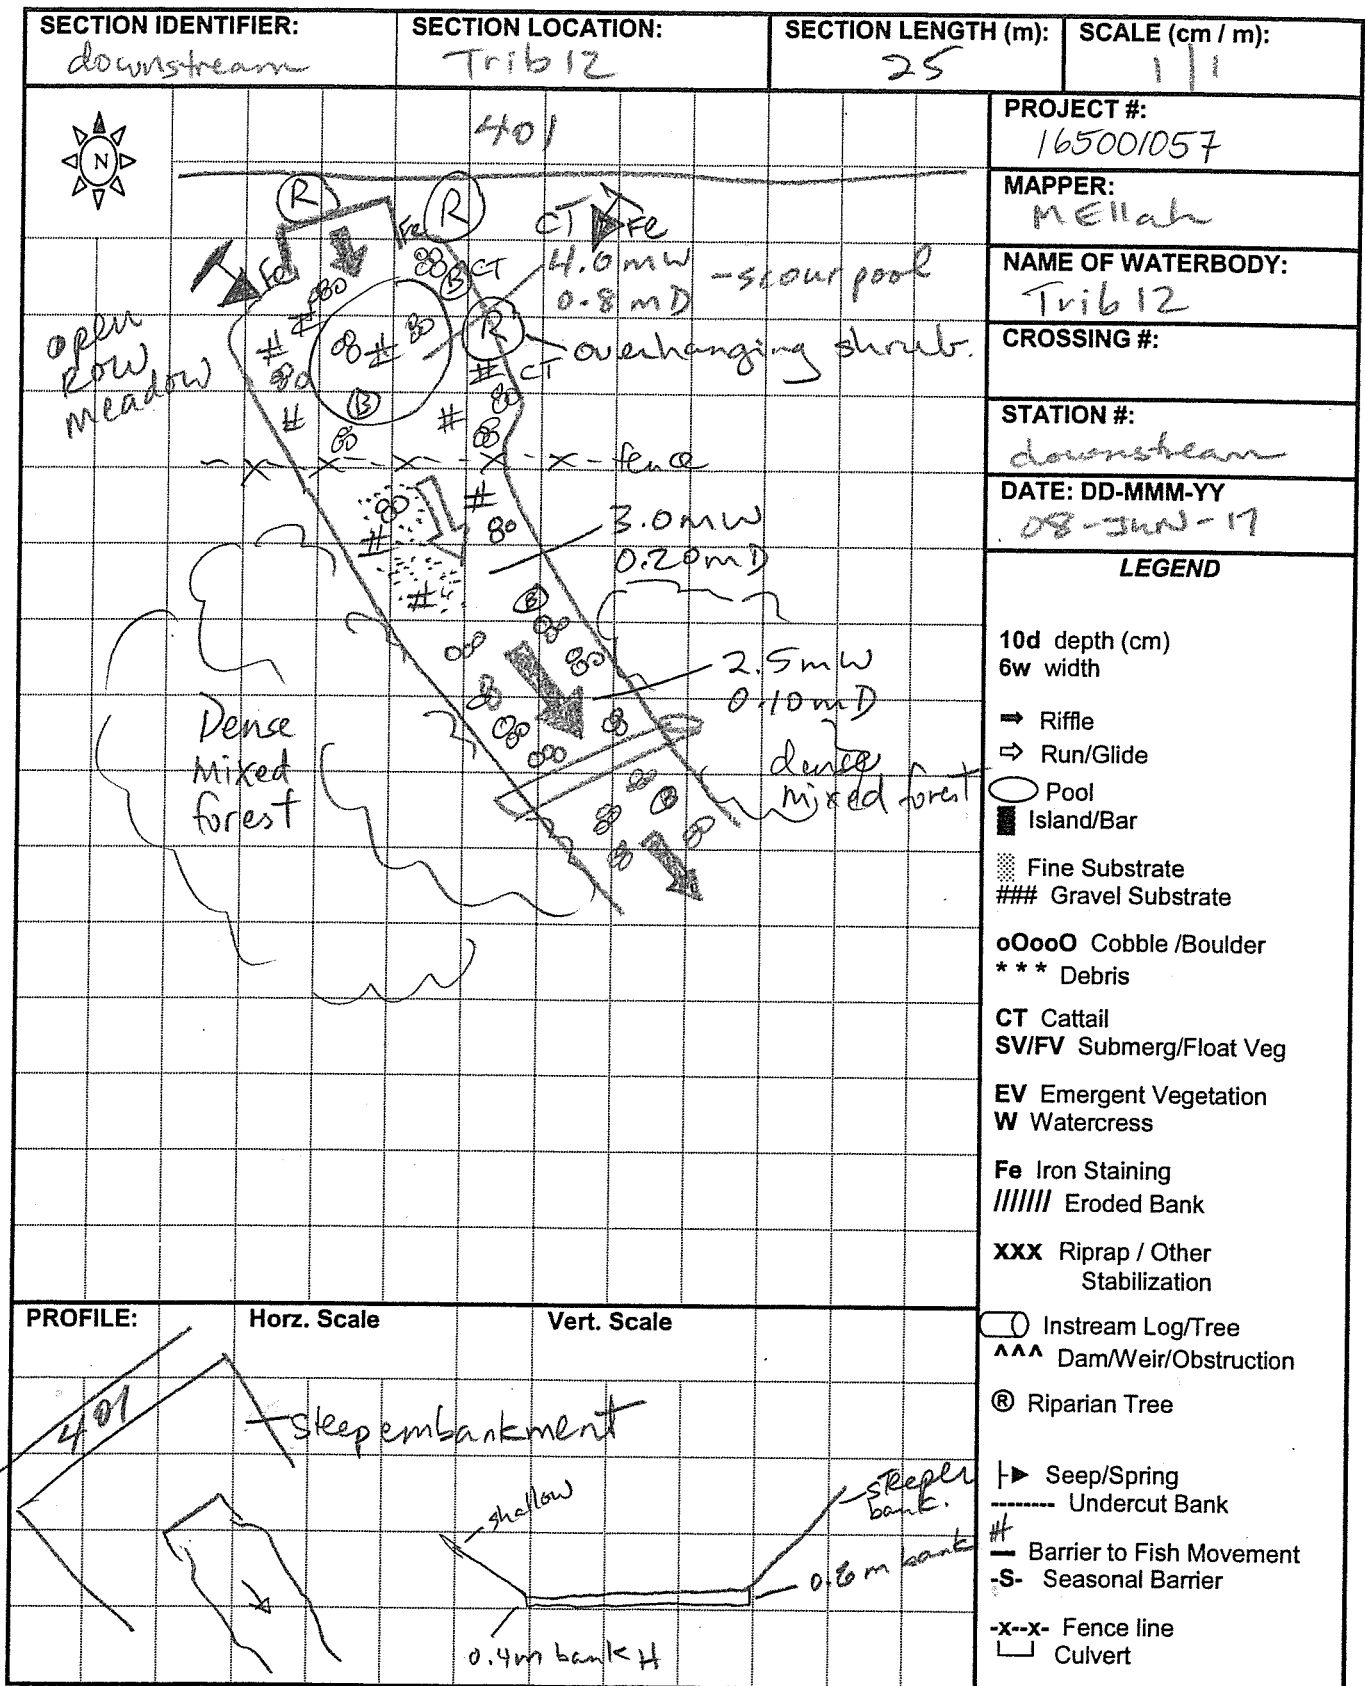 SECTION IDENTIFIER:
downstream
SECTION LOCATION:
Trib 12
SECTION LENGTH (m):
25
SCALE (cm / m):
1/1
N
401
R
R
Fe
Fe
CT
Fe
4.0 mW
0.8 mD
-scour pool
CT
B
R
overhanging shrub.
CT
B
open
ROW
meadow
-x-x-x-x-x- fence
3.0mW
0.20mD
B
2.5mW
0.10mD
Dense
Mixed
forest
dense
mixed forest
B
PROJECT #:
165001057
MAPPER:
M Ellah
NAME OF WATERBODY:
Trib 12
CROSSING #:
STATION #:
downstream
DATE: DD-MMM-YY
08-JUN-17
LEGEND
10d depth (cm)
6w width
Riffle
Run/Glide
Pool
Island/Bar
Fine Substrate
### Gravel Substrate
oOooO Cobble /Boulder
* * * Debris
CT Cattail
SV/FV Submerg/Float Veg
EV Emergent Vegetation
W Watercress
Fe Iron Staining
/////// Eroded Bank
XXX Riprap / Other
Stabilization
Instream Log/Tree
^^^ Dam/Weir/Obstruction
® Riparian Tree
Seep/Spring
-------- Undercut Bank
Barrier to Fish Movement
-S- Seasonal Barrier
-x--x- Fence line
Culvert
PROFILE:
Horz. Scale
Vert. Scale
401
steep embankment
shallow
steeper
bank.
0.4m bank H